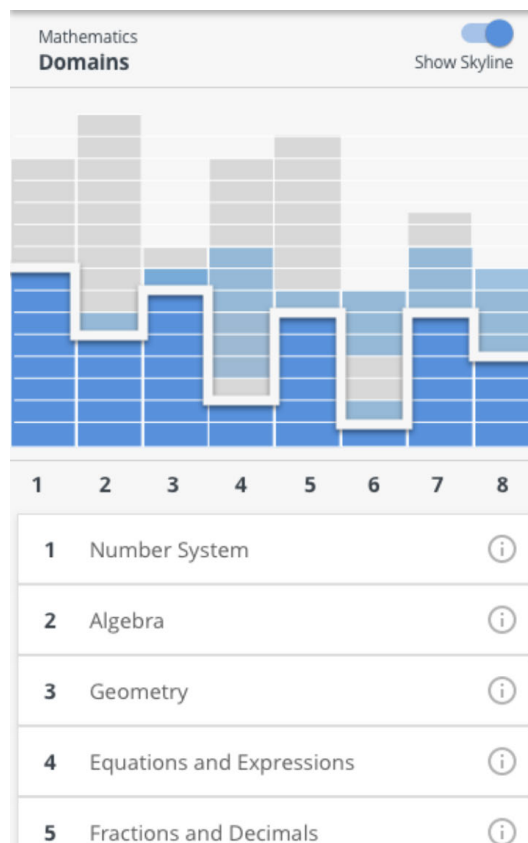 Mathematics
Domains
Show Skyline
1 2 3 4 5 6 7 8
1 Number System
2 Algebra
3 Geometry
4 Equations and Expressions
5 Fractions and Decimals